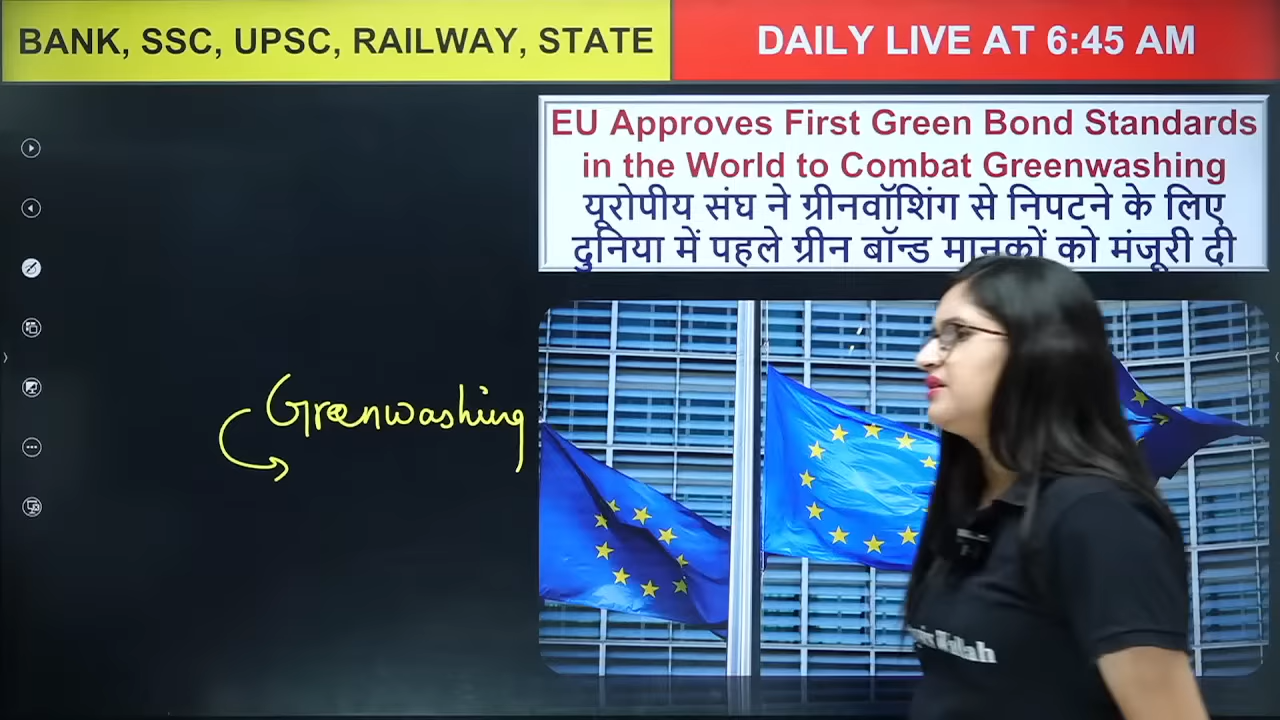 BANK, SSC, UPSC, RAILWAY, STATE
DAILY LIVE AT 6:45 AM
EU Approves First Green Bond Standards
in the World to Combat Greenwashing
यूरोपीय संघ ने ग्रीनवॉशिंग से निपटने के लिए
दुनिया में पहले ग्रीन बॉन्ड मानकों को मंजूरी दी
Greenwashing